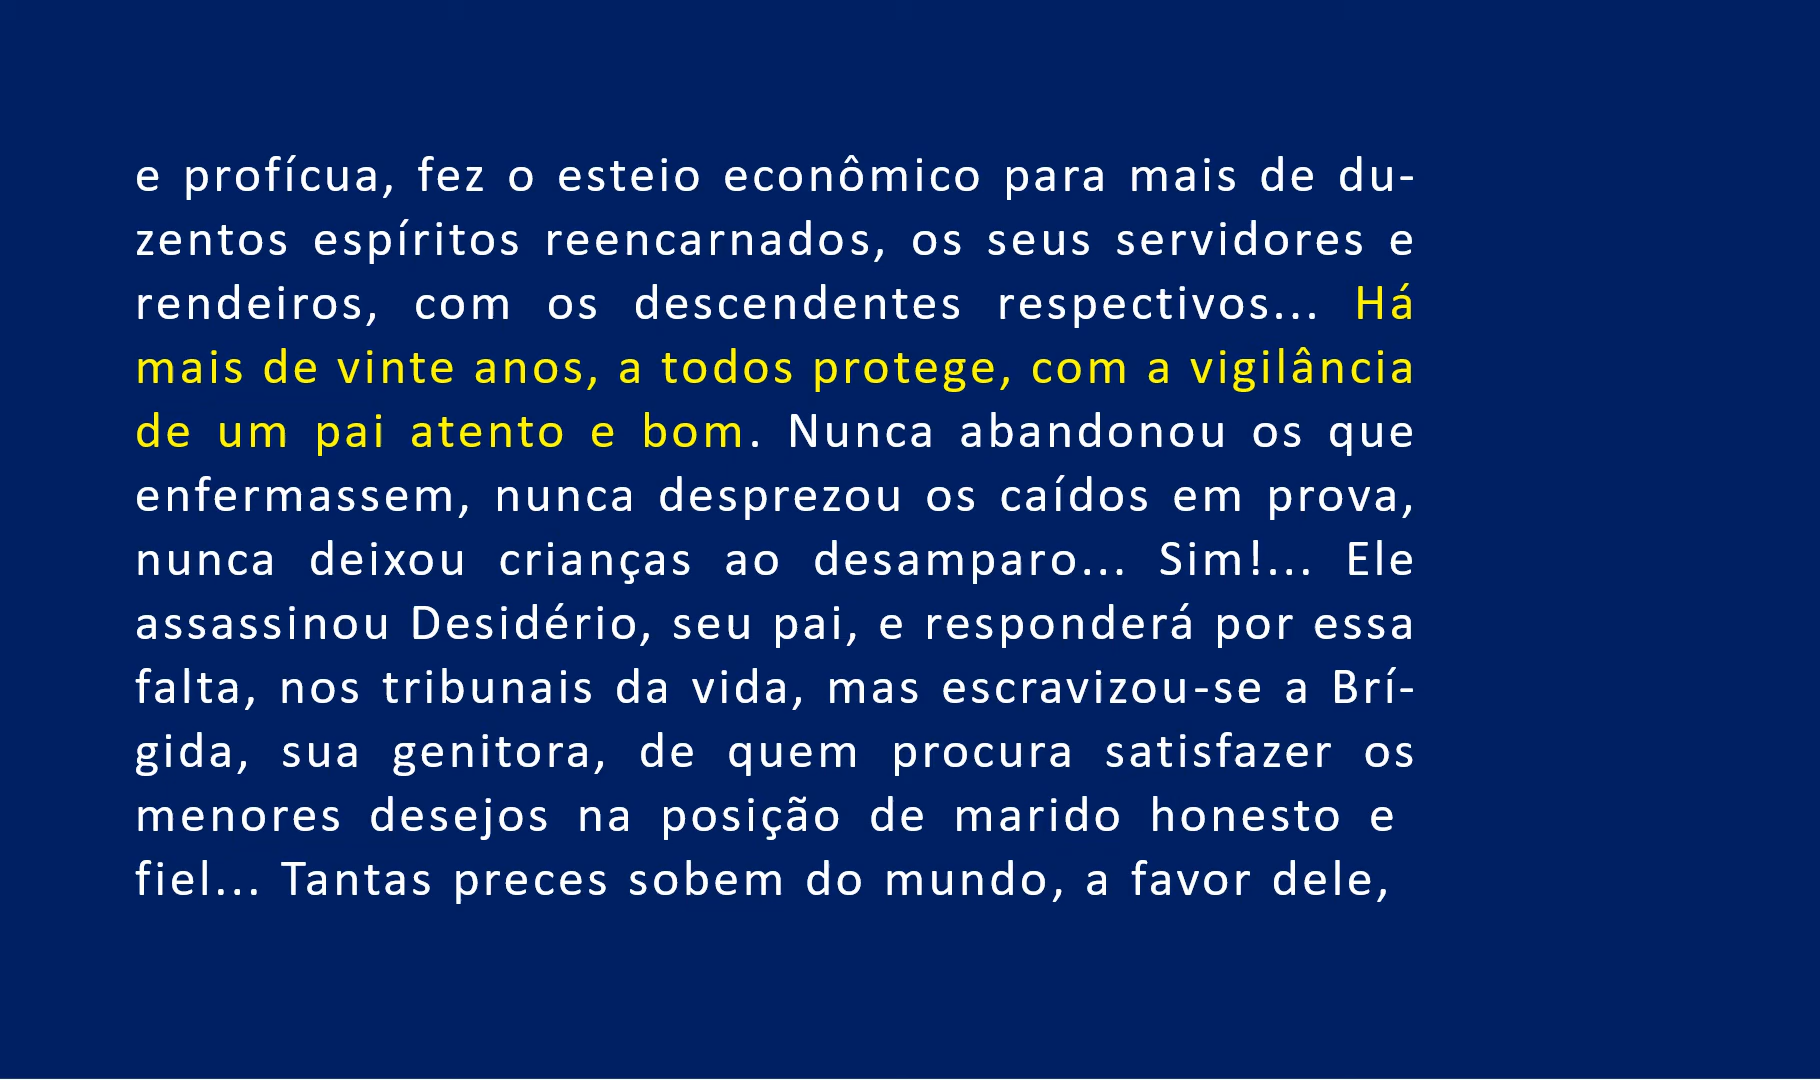 e profícua, fez o esteio econômico para mais de du-
zentos espíritos reencarnados, os seus servidores e
rendeiros, com os descendentes respectivos... Há
mais de vinte anos, a todos protege, com a vigilância
de um pai atento e bom. Nunca abandonou os que
enfermassem, nunca desprezou os caídos em prova,
nunca deixou crianças ao desamparo... Sim!... Ele
assassinou Desidério, seu pai, e responderá por essa
falta, nos tribunais da vida, mas escravizou-se a Brí-
gida, sua genitora, de quem procura satisfazer os
menores desejos na posição de marido honesto e
fiel... Tantas preces sobem do mundo, a favor dele,